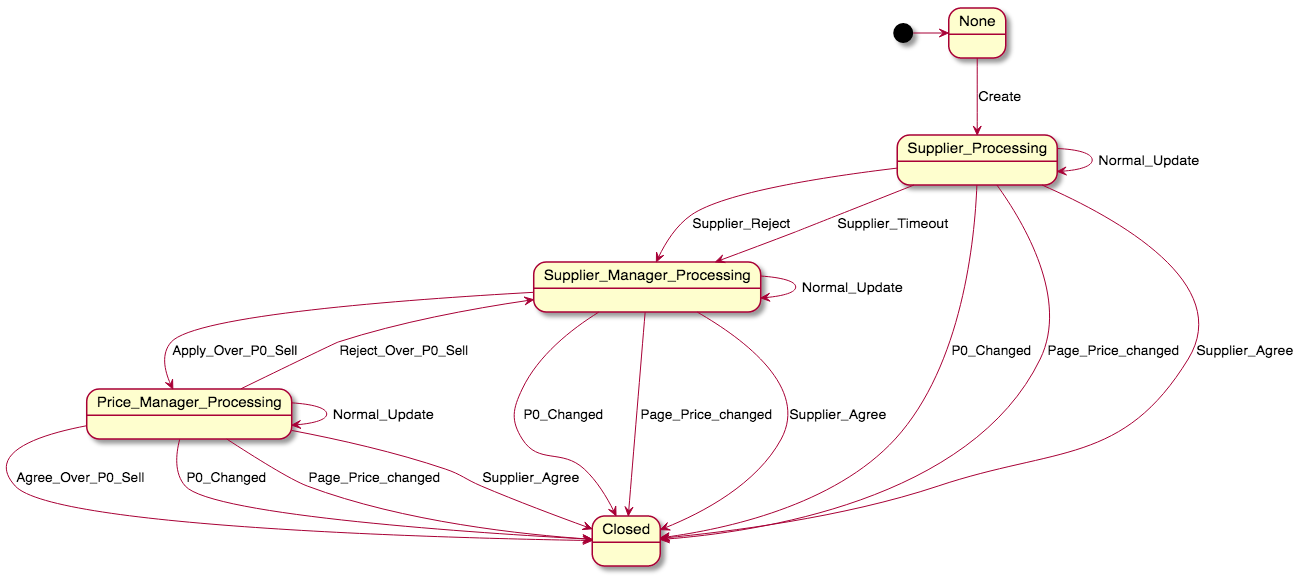 None
Create
Supplier_Processing
Normal_Update
Supplier_Reject
Supplier_Timeout
Supplier_Manager_Processing
Normal_Update
Apply_Over_P0_Sell
Reject_Over_P0_Sell
P0_Changed
Page_Price_changed
Supplier_Agree
Price_Manager_Processing
Normal_Update
P0_Changed
Page_Price_changed
Supplier_Agree
Agree_Over_P0_Sell
P0_Changed
Page_Price_changed
Supplier_Agree
Closed